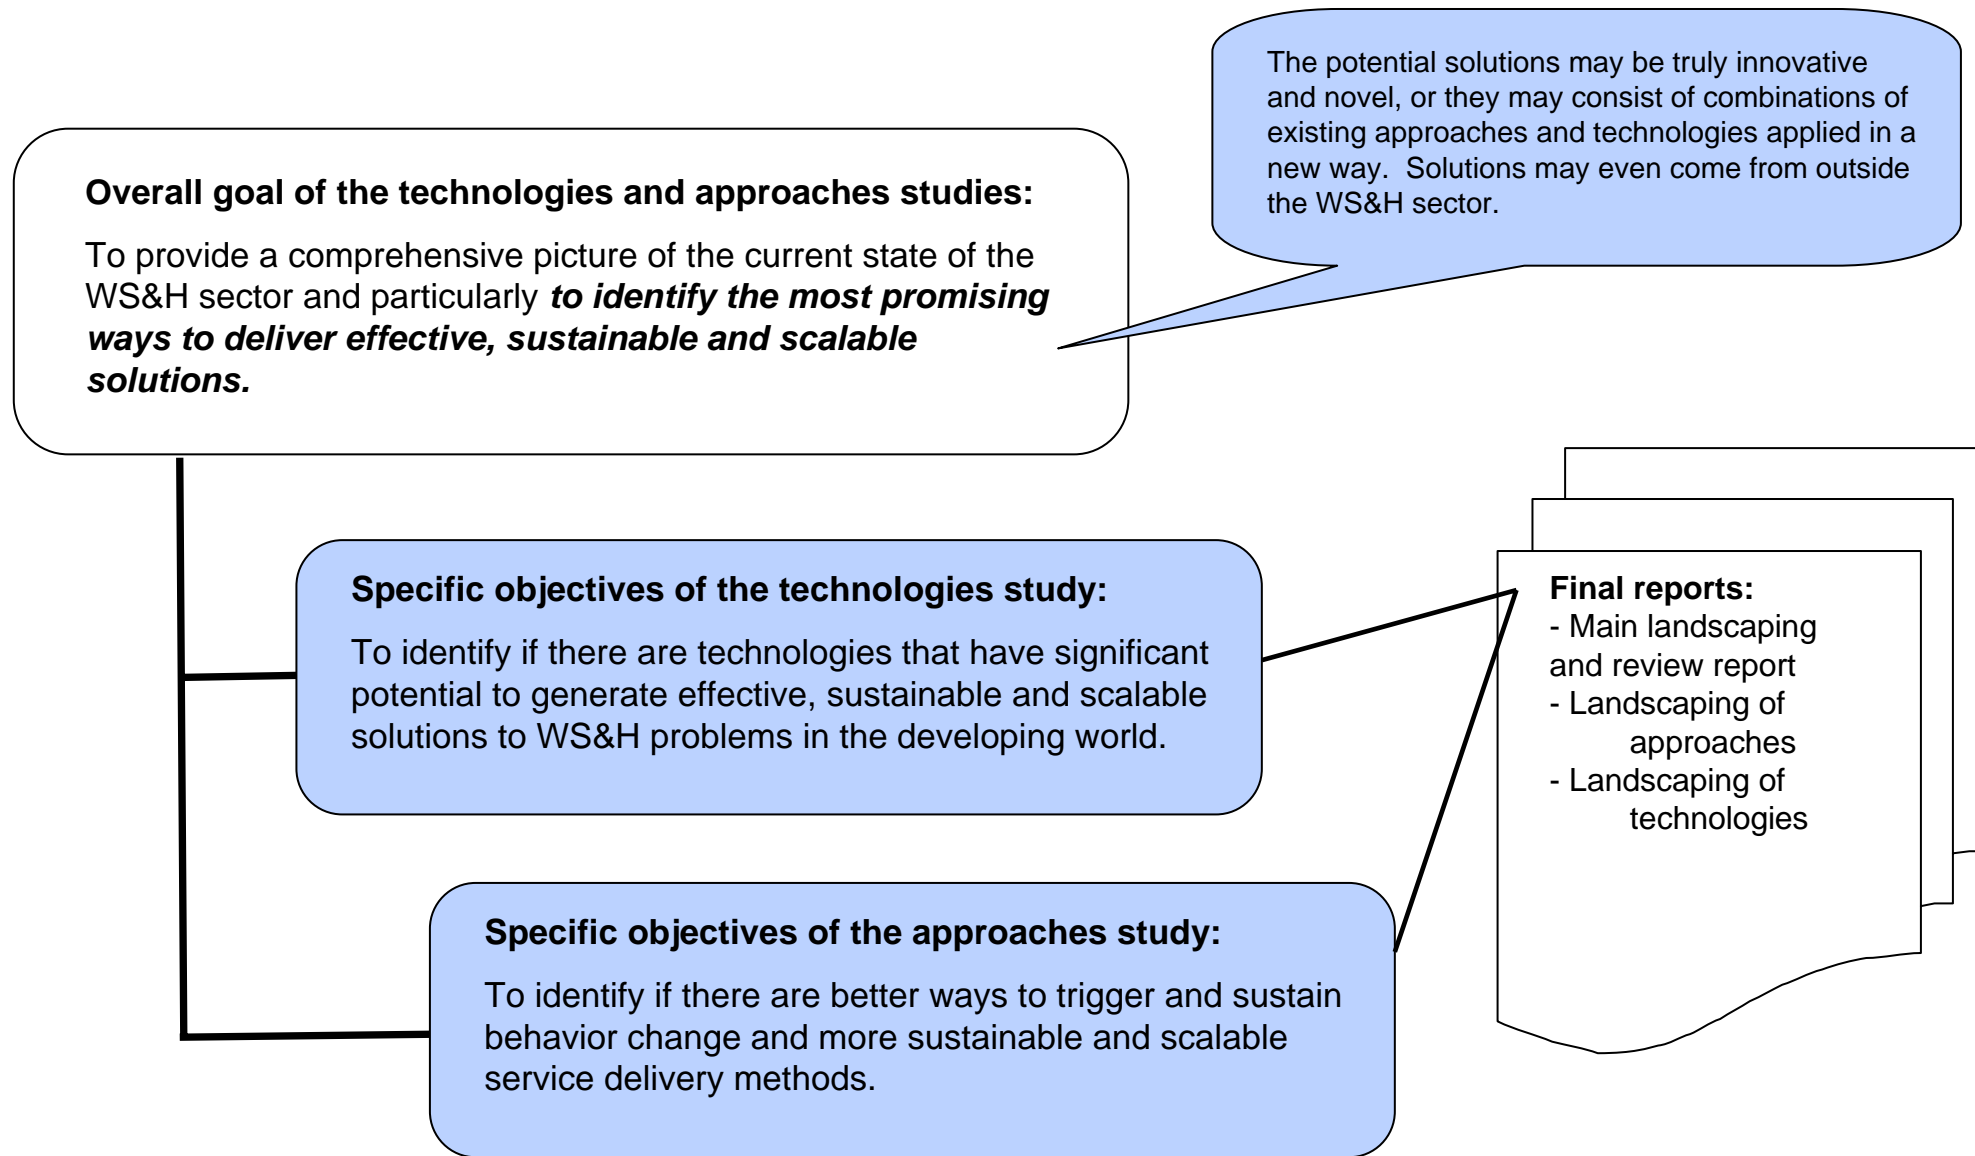 The potential solutions may be truly innovative
and novel, or they may consist of combinations of
existing approaches and technologies applied in a
new way.  Solutions may even come from outside
the WS&H sector.
Overall goal of the technologies and approaches studies:
To provide a comprehensive picture of the current state of the
WS&H sector and particularly to identify the most promising
ways to deliver effective, sustainable and scalable
solutions.
Specific objectives of the technologies study:
To identify if there are technologies that have significant
potential to generate effective, sustainable and scalable
solutions to WS&H problems in the developing world.
Final reports:
- Main landscaping
and review report
- Landscaping of
approaches
- Landscaping of
technologies
Specific objectives of the approaches study:
To identify if there are better ways to trigger and sustain
behavior change and more sustainable and scalable
service delivery methods.